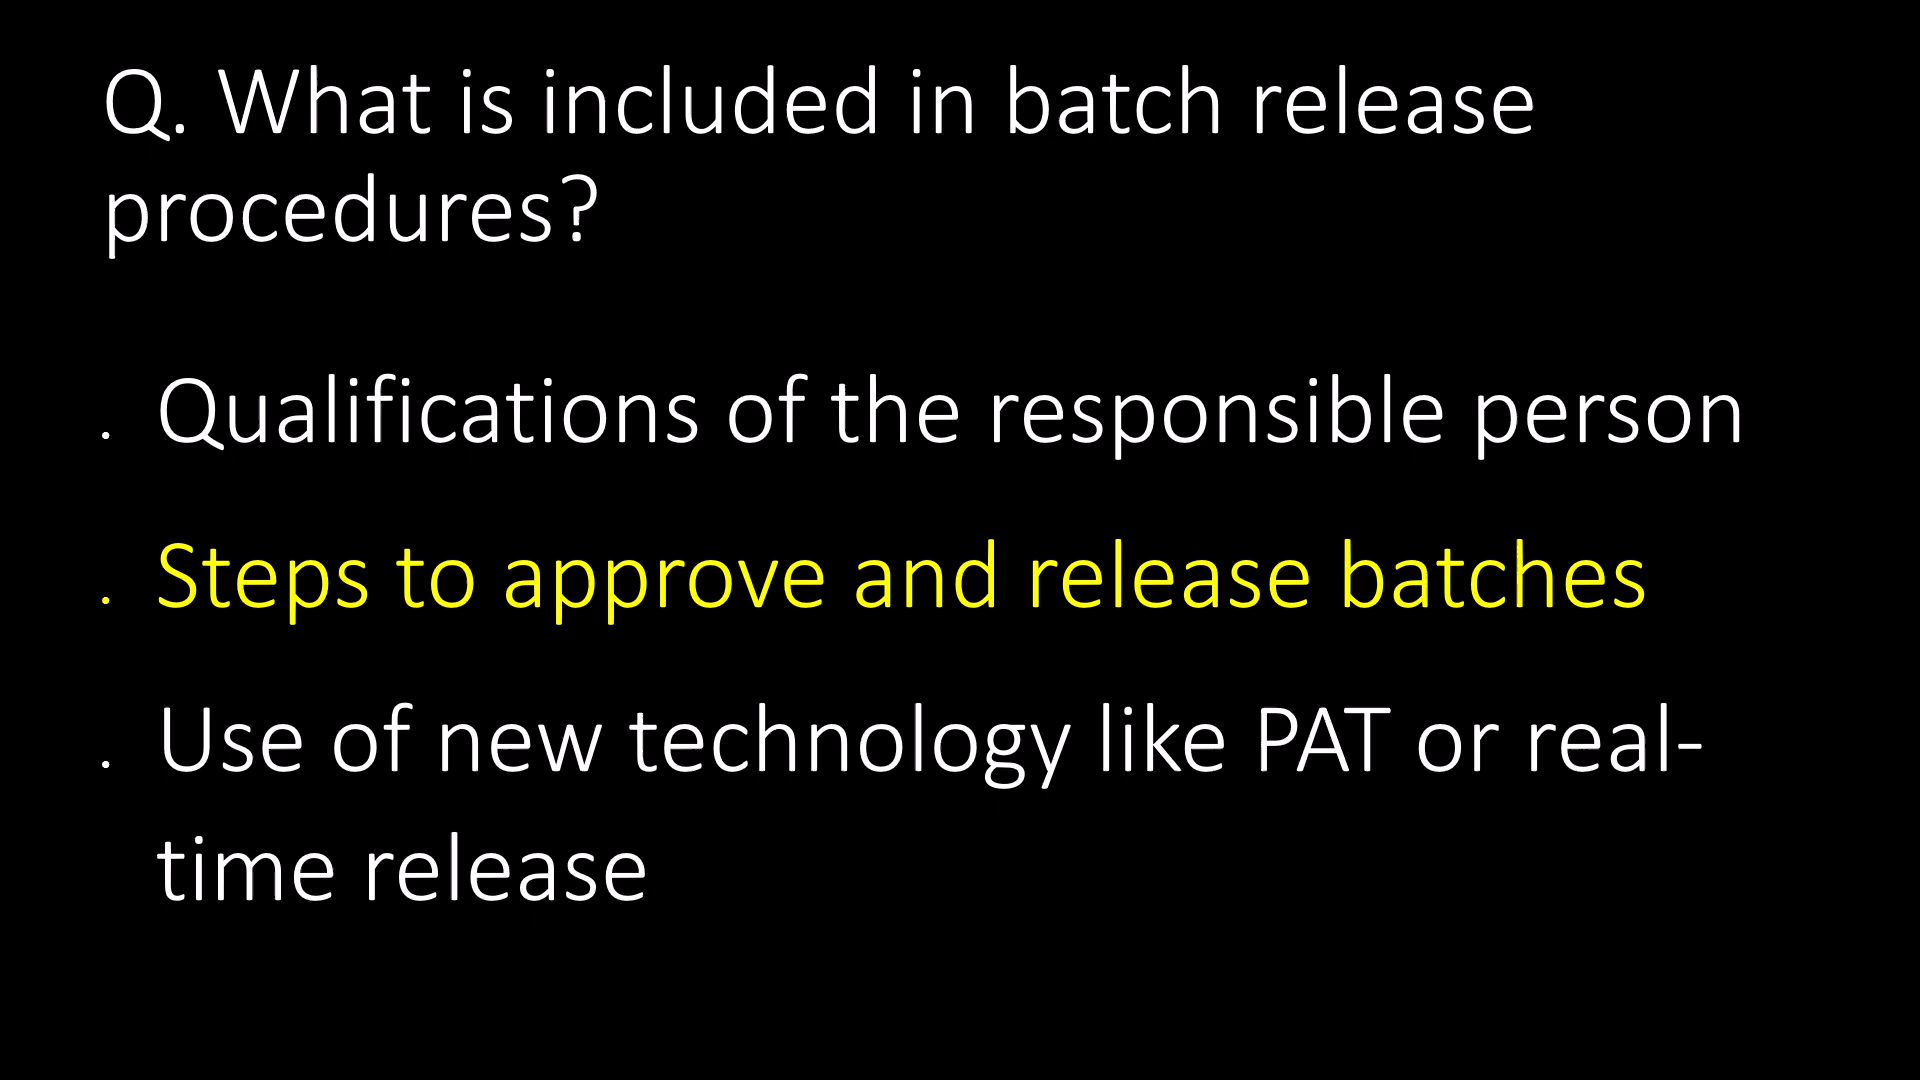 Q. What is included in batch release
procedures?
. Qualifications of the responsible person
. Steps to approve and release batches
. Use of new technology like PAT or real-
time release